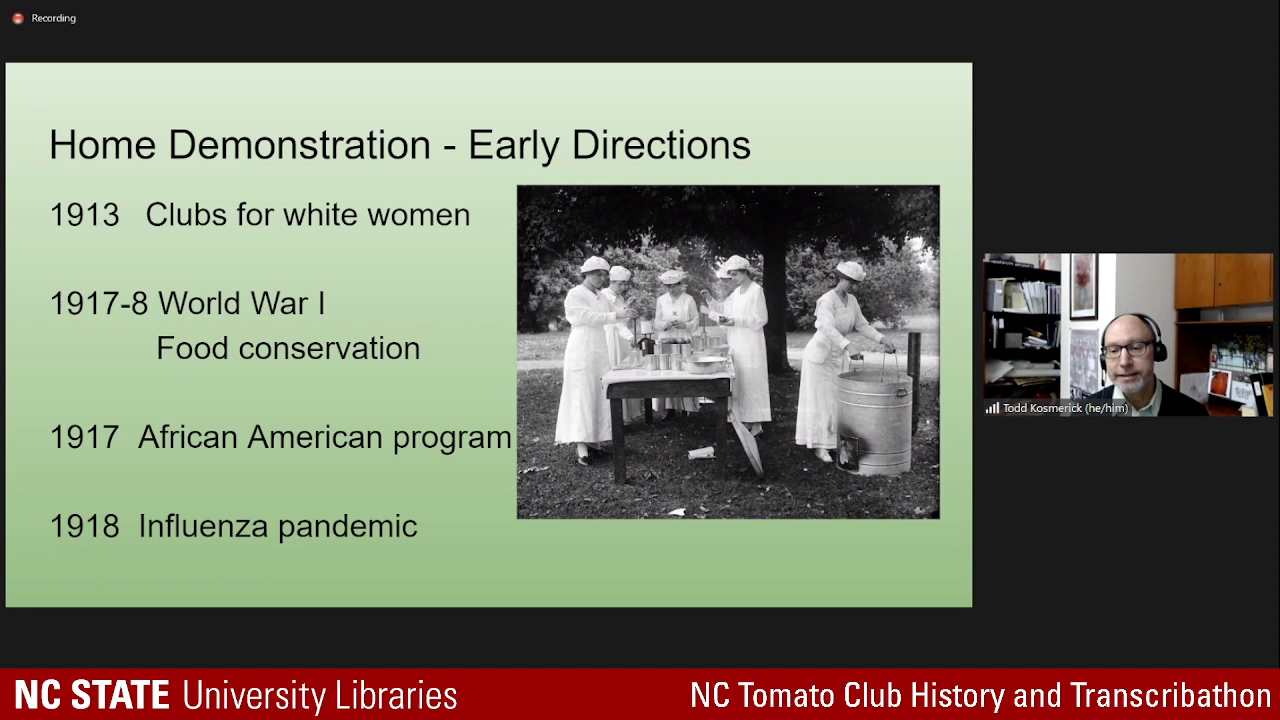 Recording
Home Demonstration - Early Directions
1913 Clubs for white women
1917-8 World War I
Food conservation
1917 African American program
1918 Influenza pandemic
Todd Kosmerick (he/him)
NC STATE University Libraries
NC Tomato Club History and Transcribathon